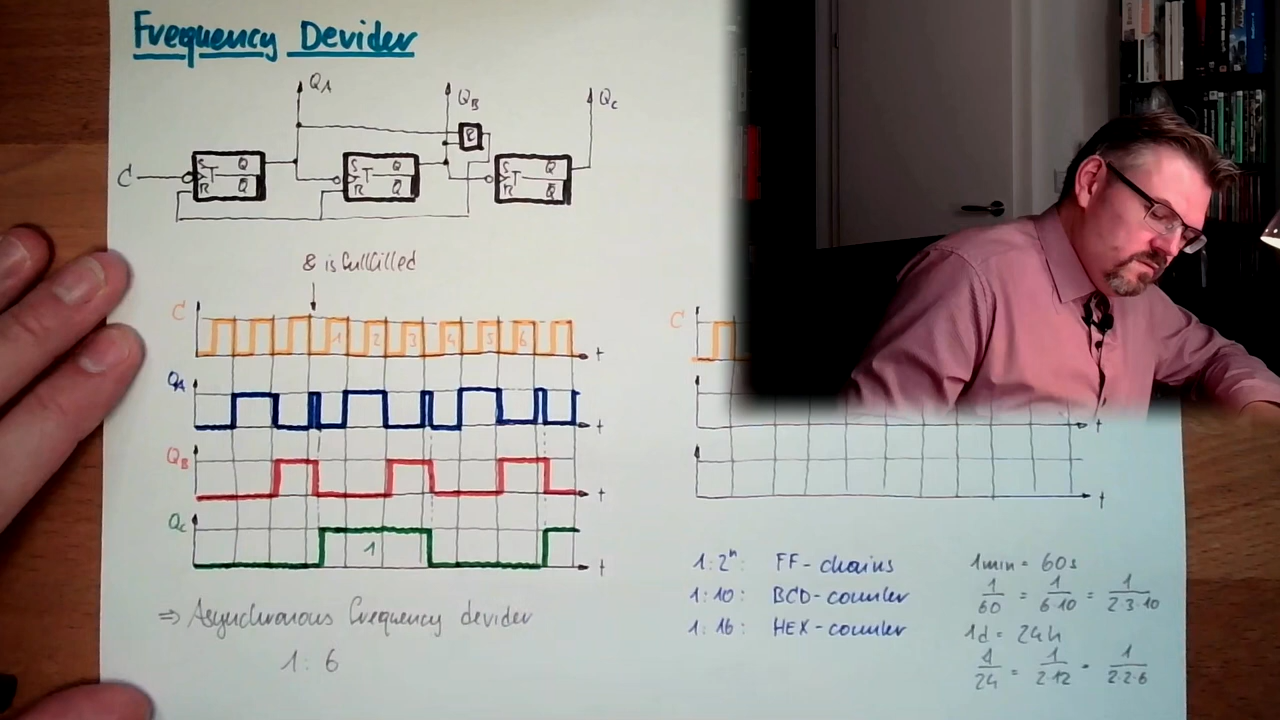 Frequency Devider
QA
QB
QC
&
C
S Q
T
R Q̅
S Q
T
R Q̅
S Q
T
R Q̅
& is fullfilled
C
1 2 3 4 5 6
t
QA
t
QB
t
QC
1
t
C
t
t
⇒ Asynchronous frequency devider
1:6
1:2ⁿ: FF-chains
1:10: BCD-counter
1:16: HEX-counter
1min = 60s
1/60 = 1/6·10 = 1/2·3·10
1d = 24h
1/24 = 1/2·12 = 1/2·2·6